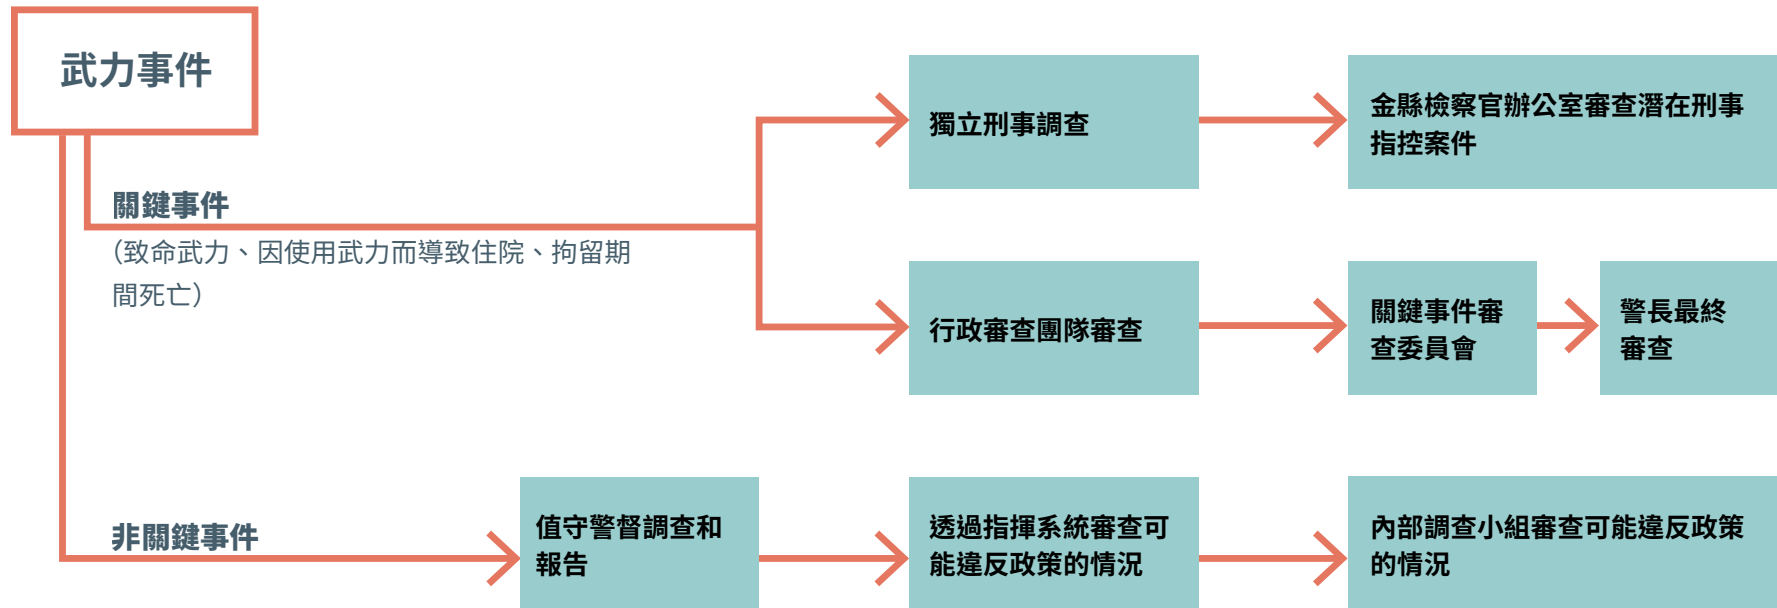 武力事件
關鍵事件
（致命武力、因使用武力而導致住院、拘留期
間死亡）
獨立刑事調查
金縣檢察官辦公室審查潛在刑事
指控案件
行政審查團隊審查
關鍵事件審
查委員會
警長最終
審查
非關鍵事件
值守警督調查和
報告
透過指揮系統審查可
能違反政策的情況
內部調查小組審查可能違反政策
的情況